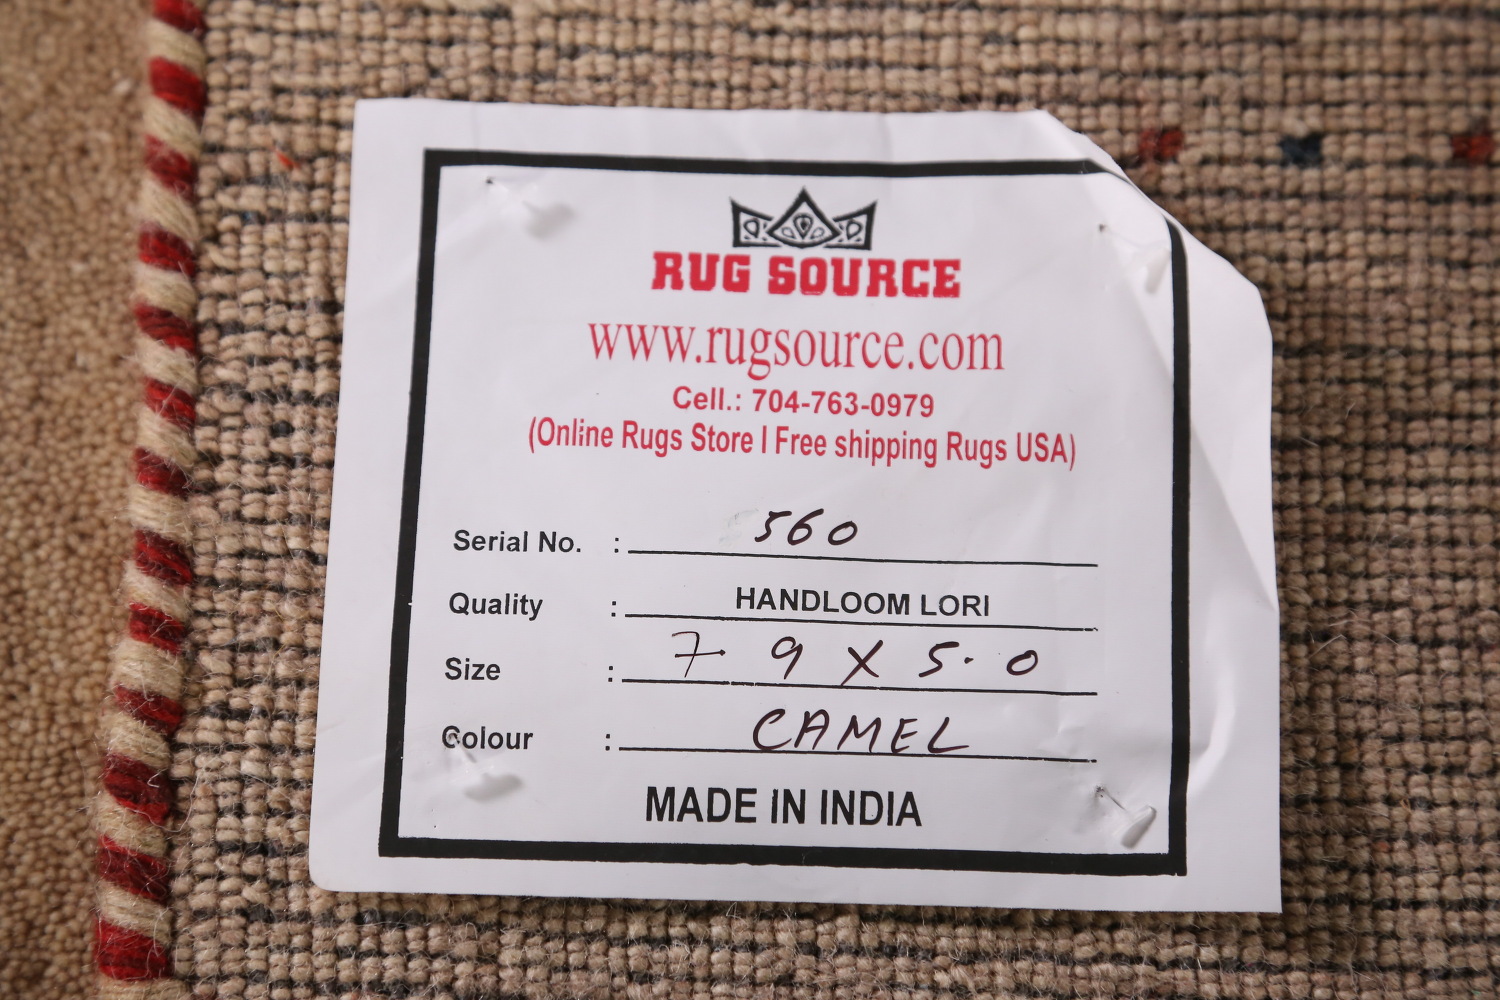 RUG SOURCE
www.rugsource.com
Cell.: 704-763-0979
(Online Rugs Store I Free shipping Rugs USA)
Serial No. : 560
Quality : HANDLOOM LORI
Size : 7. 9 X 5. 0
Colour : CAMEL
MADE IN INDIA